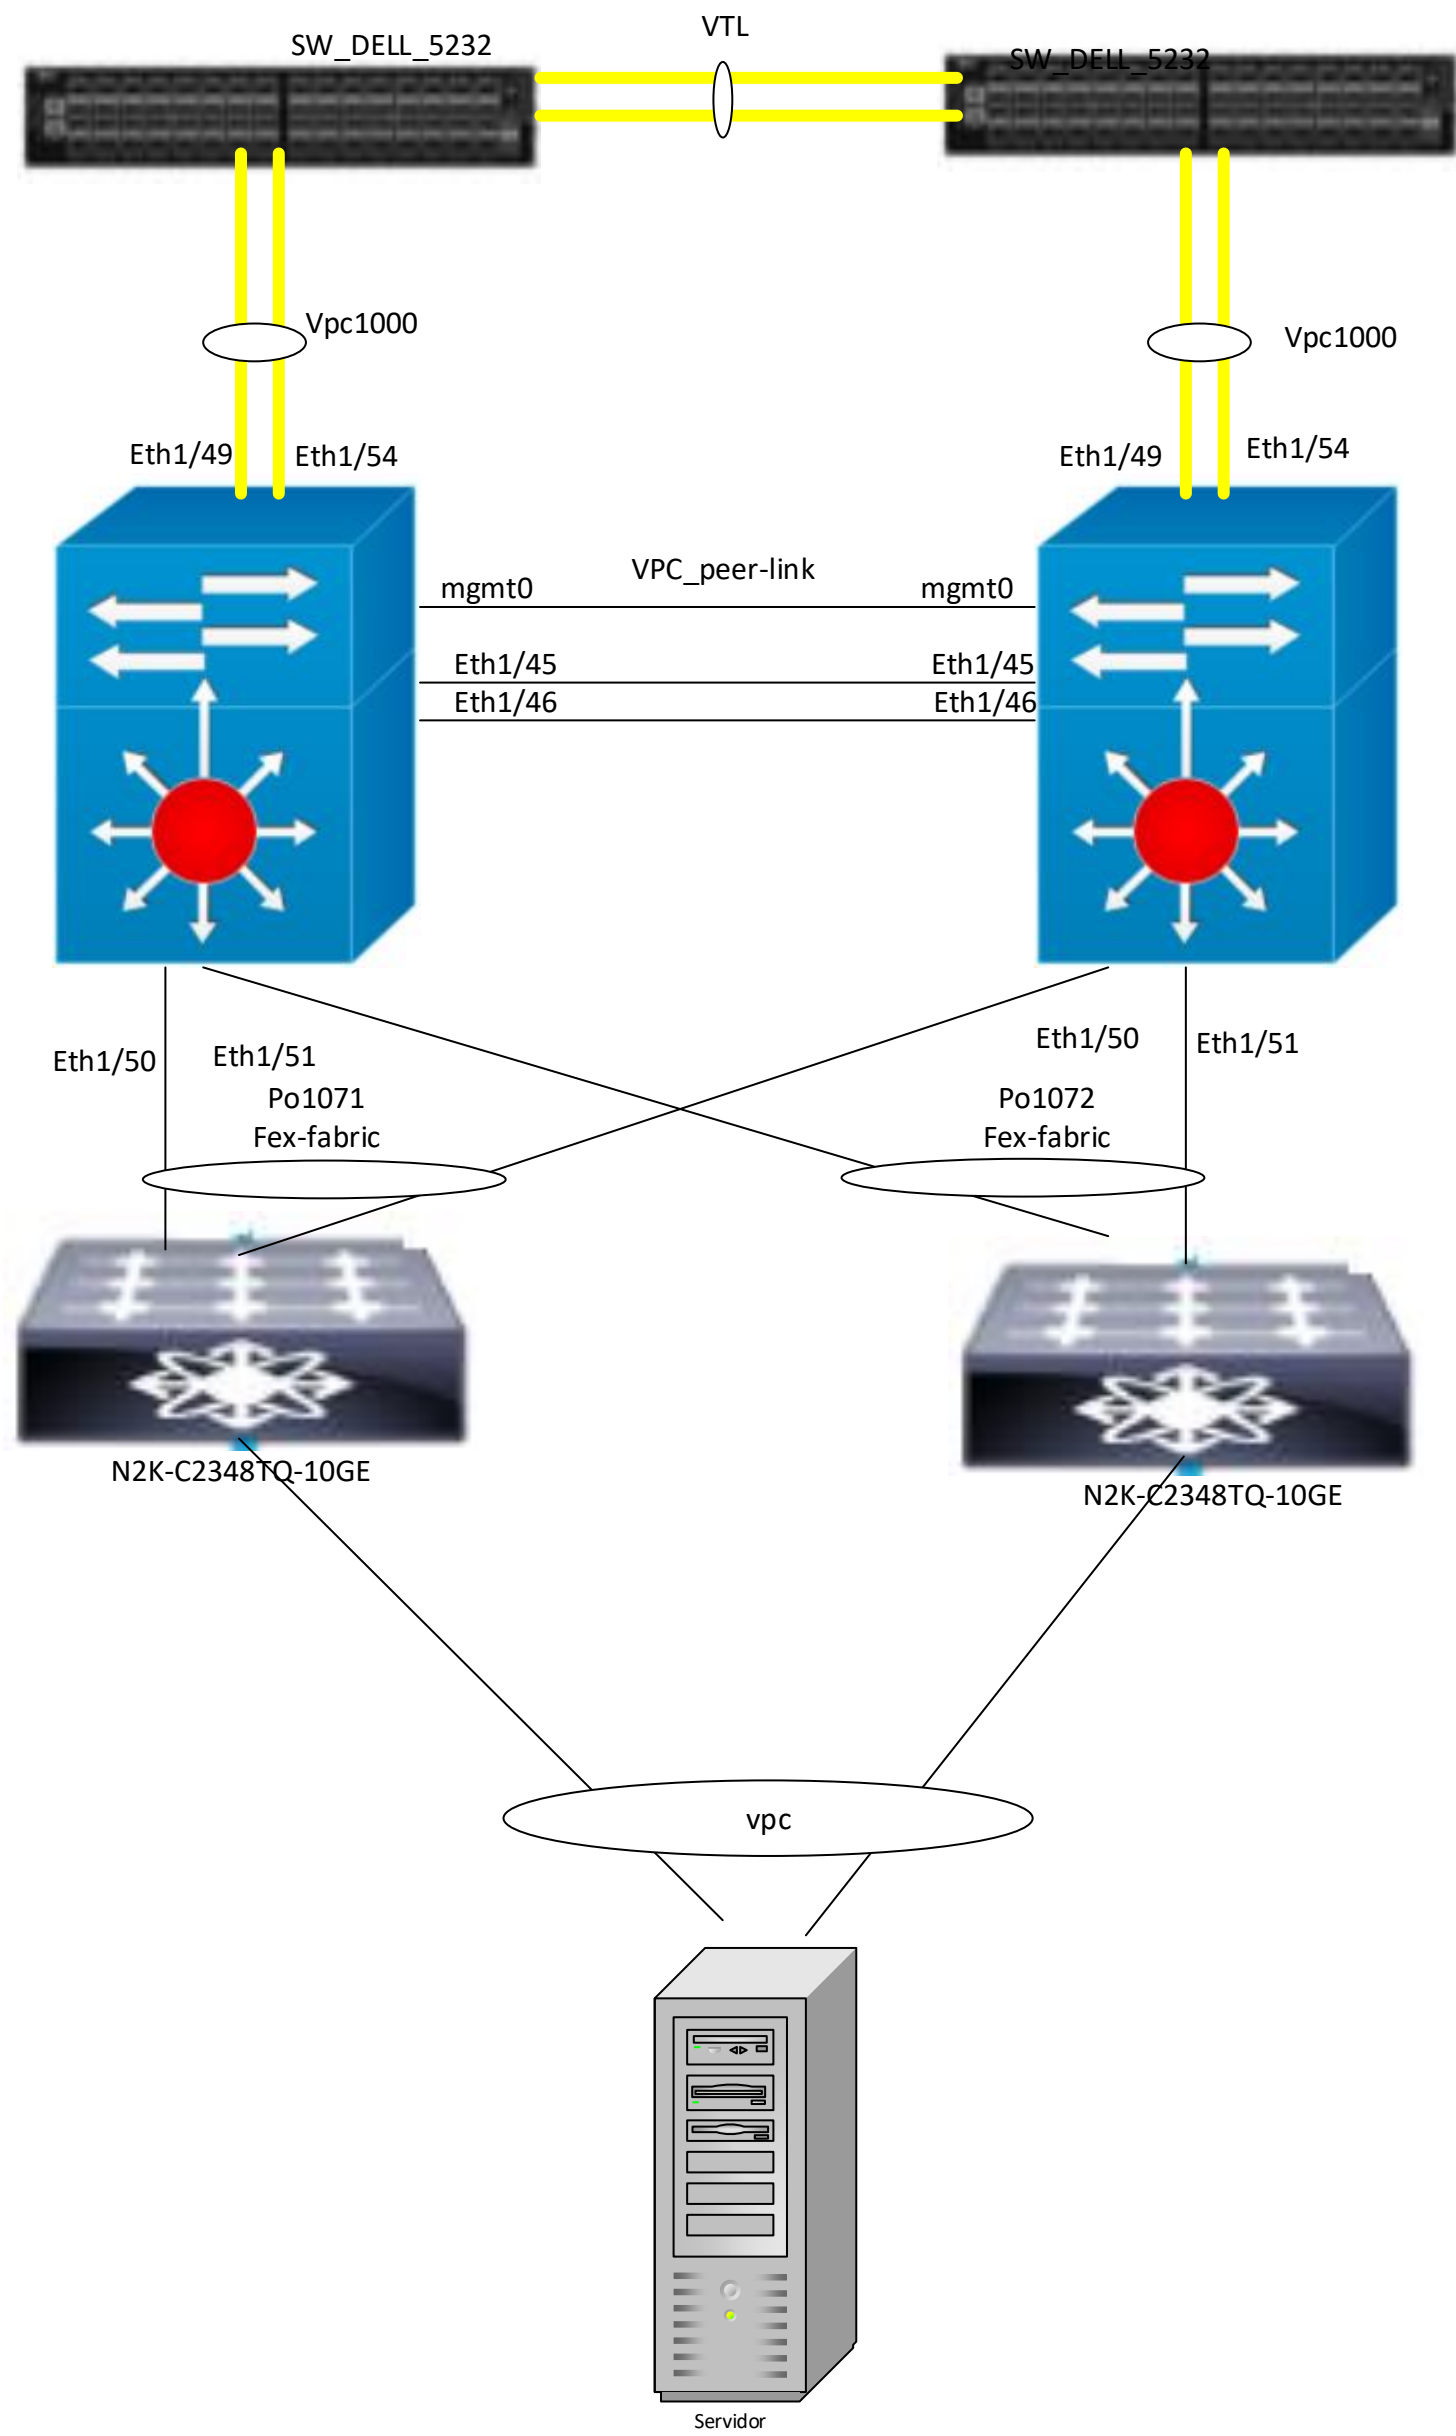 VTL
SW_DELL_5232
SW_DELL_5232
Vpc1000
Vpc1000
Eth1/49
Eth1/54
Eth1/49
Eth1/54
VPC_peer-link
mgmt0
mgmt0
Eth1/45
Eth1/45
Eth1/46
Eth1/46
Eth1/50
Eth1/51
Eth1/50
Eth1/51
Po1071
Fex-fabric
Po1072
Fex-fabric
N2K-C2348TQ-10GE
N2K-C2348TQ-10GE
vpc
Servidor